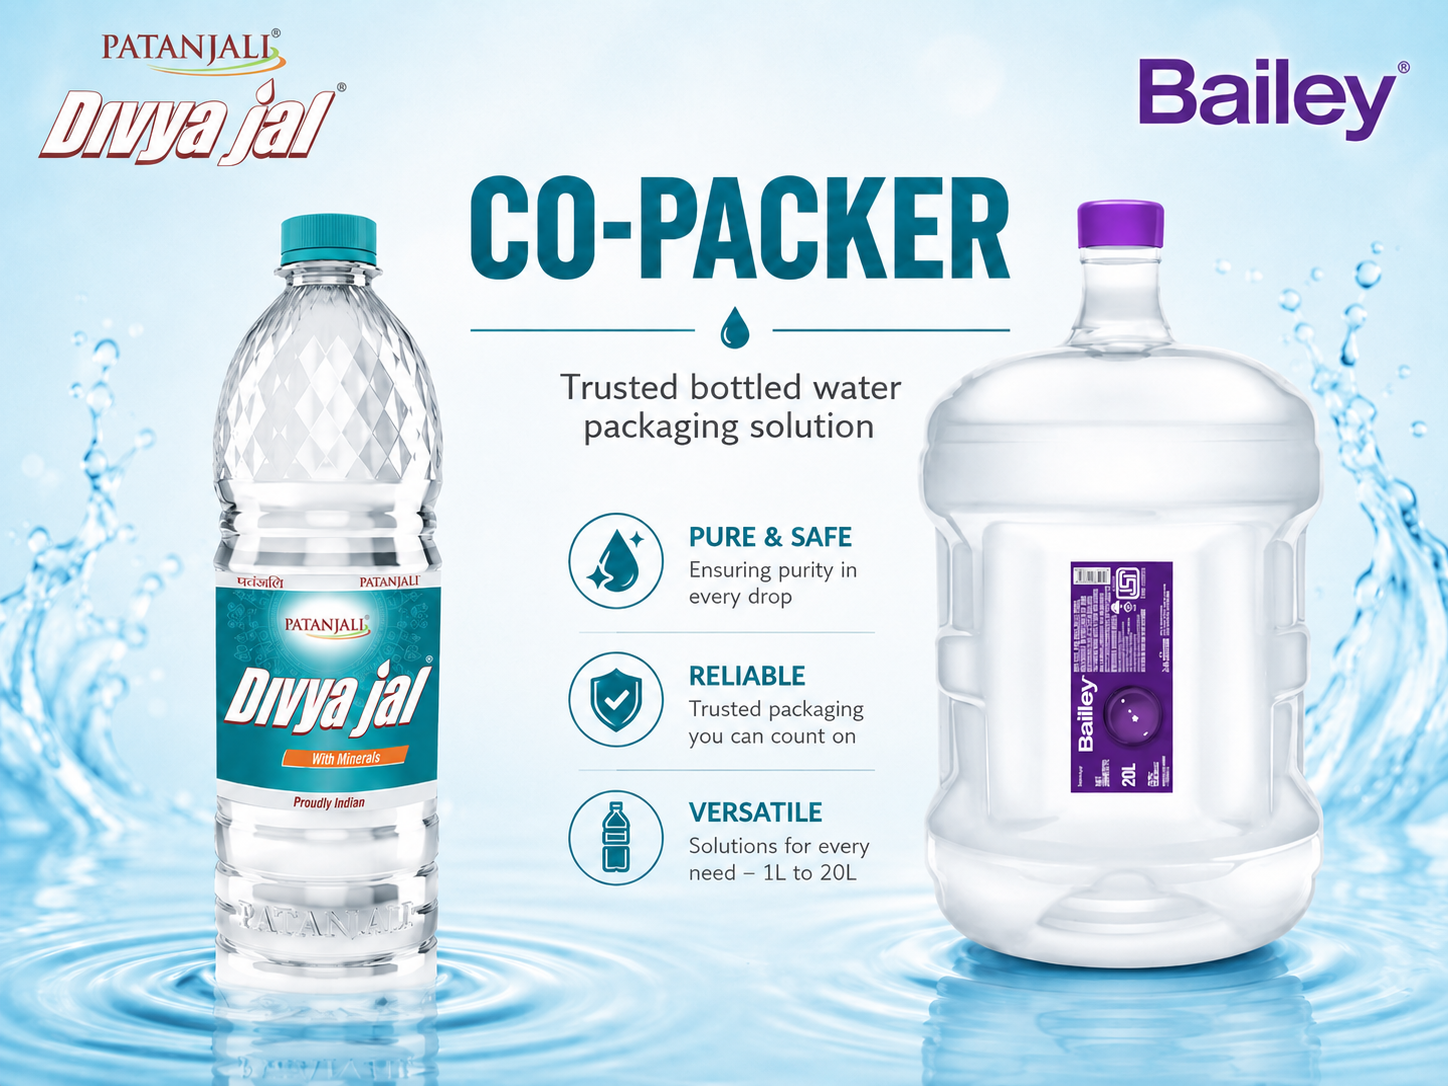 PATANJALI®
Divya jal®
Bailey®
CO-PACKER
Trusted bottled water
packaging solution
PURE & SAFE
Ensuring purity in
every drop
RELIABLE
Trusted packaging
you can count on
VERSATILE
Solutions for every
need – 1L to 20L
पतंजलि PATANJALI
PATANJALI®
Divya jal®
With Minerals
Proudly Indian
PATANJALI
Bailley
20L